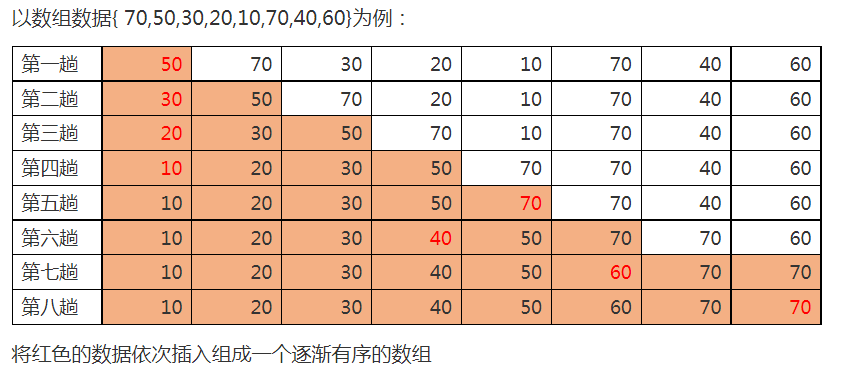 以数组数据{ 70,50,30,20,10,70,40,60}为例：
第一趟 50 70 30 20 10 70 40 60
第二趟 30 50 70 20 10 70 40 60
第三趟 20 30 50 70 10 70 40 60
第四趟 10 20 30 50 70 70 40 60
第五趟 10 20 30 50 70 70 40 60
第六趟 10 20 30 40 50 70 70 60
第七趟 10 20 30 40 50 60 70 70
第八趟 10 20 30 40 50 60 70 70
将红色的数据依次插入组成一个逐渐有序的数组